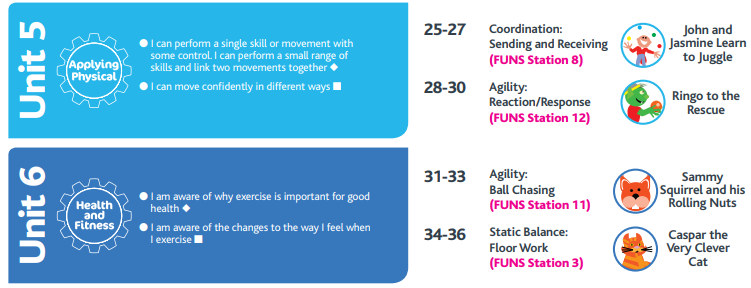 Unit 5
Applying
Physical
● I can perform a single skill or movement with
some control. I can perform a small range of
skills and link two movements together ◆
● I can move confidently in different ways ■
25-27
Coordination:
Sending and Receiving
(FUNS Station 8)
John and
Jasmine Learn
to Juggle
28-30
Agility:
Reaction/Response
(FUNS Station 12)
Ringo to the
Rescue
Unit 6
Health
and
Fitness
● I am aware of why exercise is important for good
health ◆
● I am aware of the changes to the way I feel when
I exercise ■
31-33
Agility:
Ball Chasing
(FUNS Station 11)
Sammy
Squirrel and his
Rolling Nuts
34-36
Static Balance:
Floor Work
(FUNS Station 3)
Caspar the
Very Clever
Cat